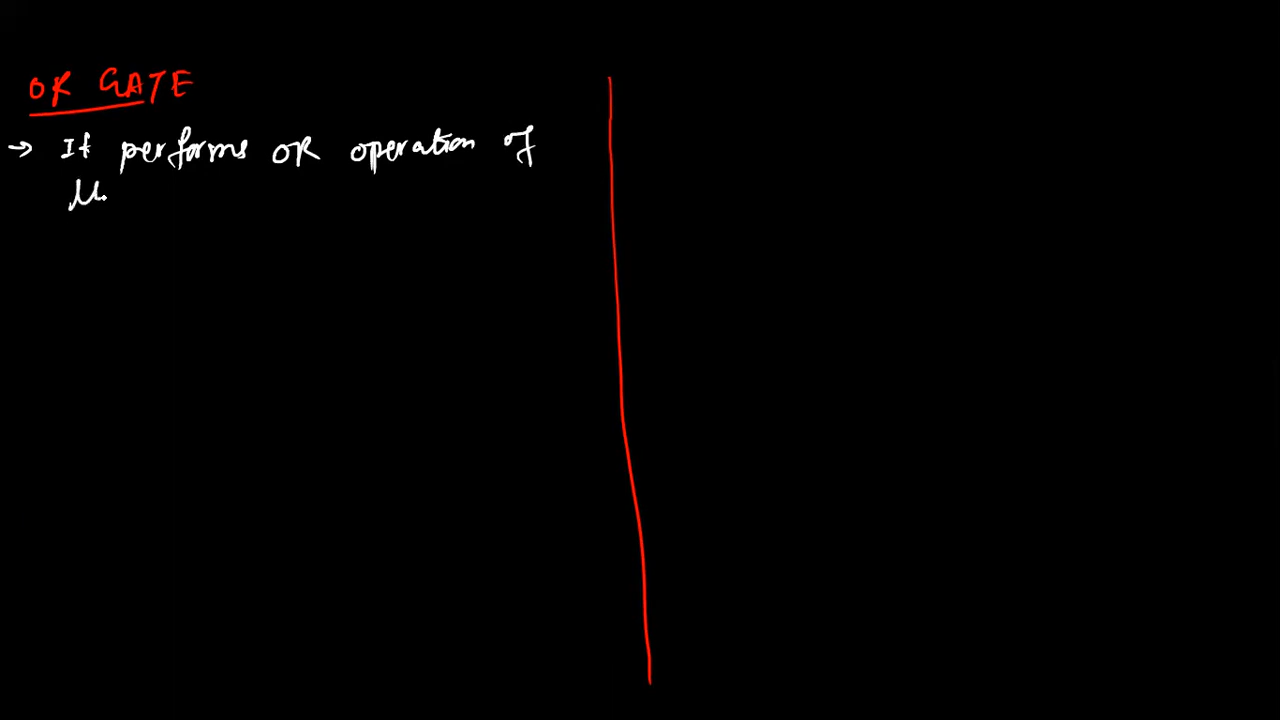 OR GATE
→ It performs OR operation of